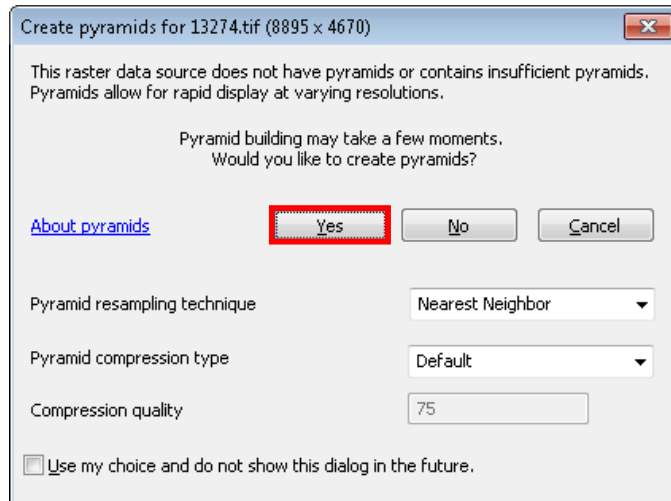 Create pyramids for 13274.tif (8895 x 4670)
This raster data source does not have pyramids or contains insufficient pyramids.
Pyramids allow for rapid display at varying resolutions.
Pyramid building may take a few moments.
Would you like to create pyramids?
About pyramids Yes No Cancel
Pyramid resampling technique Nearest Neighbor
Pyramid compression type Default
Compression quality 75
Use my choice and do not show this dialog in the future.